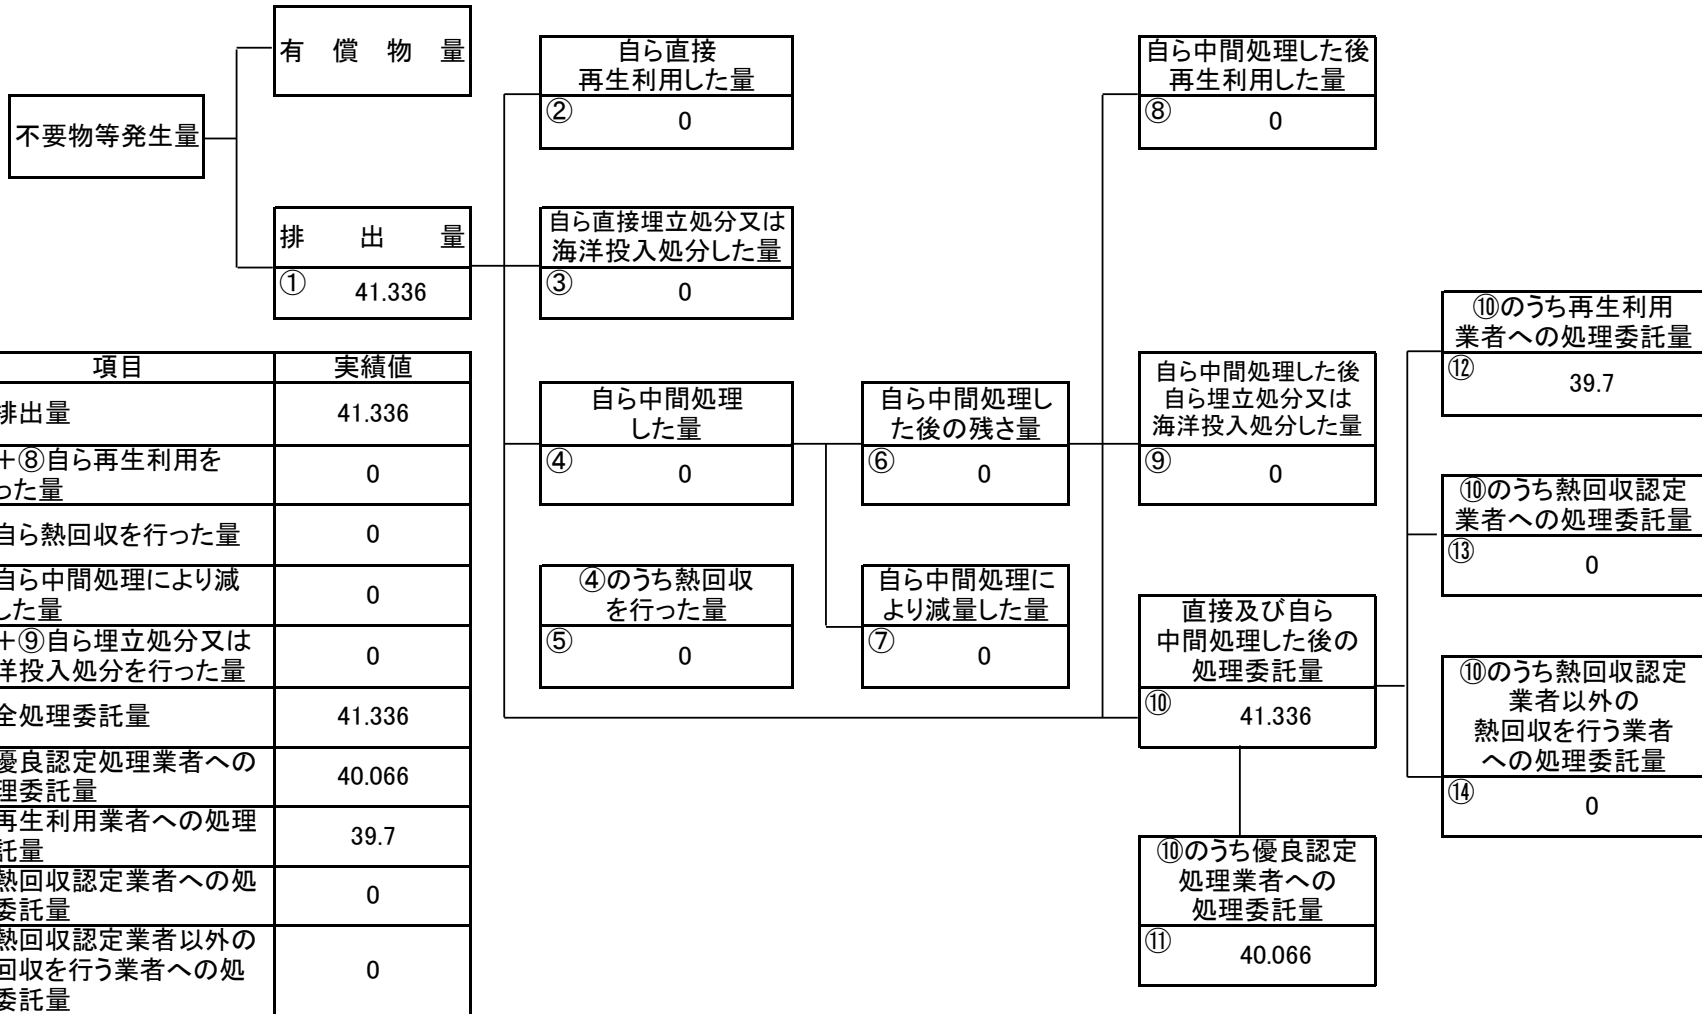 有償物量
不要物等発生量
排出量
① 41.336
自ら直接
再生利用した量
② 0
自ら直接埋立処分又は
海洋投入処分した量
③ 0
自ら中間処理
した量
④ 0
④のうち熱回収
を行った量
⑤ 0
自ら中間処理し
た後の残さ量
⑥ 0
自ら中間処理に
より減量した量
⑦ 0
自ら中間処理した後
再生利用した量
⑧ 0
自ら中間処理した後
自ら埋立処分又は
海洋投入処分した量
⑨ 0
直接及び自ら
中間処理した後の
処理委託量
⑩ 41.336
⑩のうち優良認定
処理業者への
処理委託量
⑪ 40.066
⑩のうち再生利用
業者への処理委託量
⑫ 39.7
⑩のうち熱回収認定
業者への処理委託量
⑬ 0
⑩のうち熱回収認定
業者以外の
熱回収を行う業者
への処理委託量
⑭ 0
項目 実績値
排出量 41.336
+⑧自ら再生利用を
った量 0
自ら熱回収を行った量 0
自ら中間処理により減
した量 0
+⑨自ら埋立処分又は
洋投入処分を行った量 0
全処理委託量 41.336
優良認定処理業者への
理委託量 40.066
再生利用業者への処理
託量 39.7
熱回収認定業者への処
委託量 0
熱回収認定業者以外の
回収を行う業者への処
委託量 0